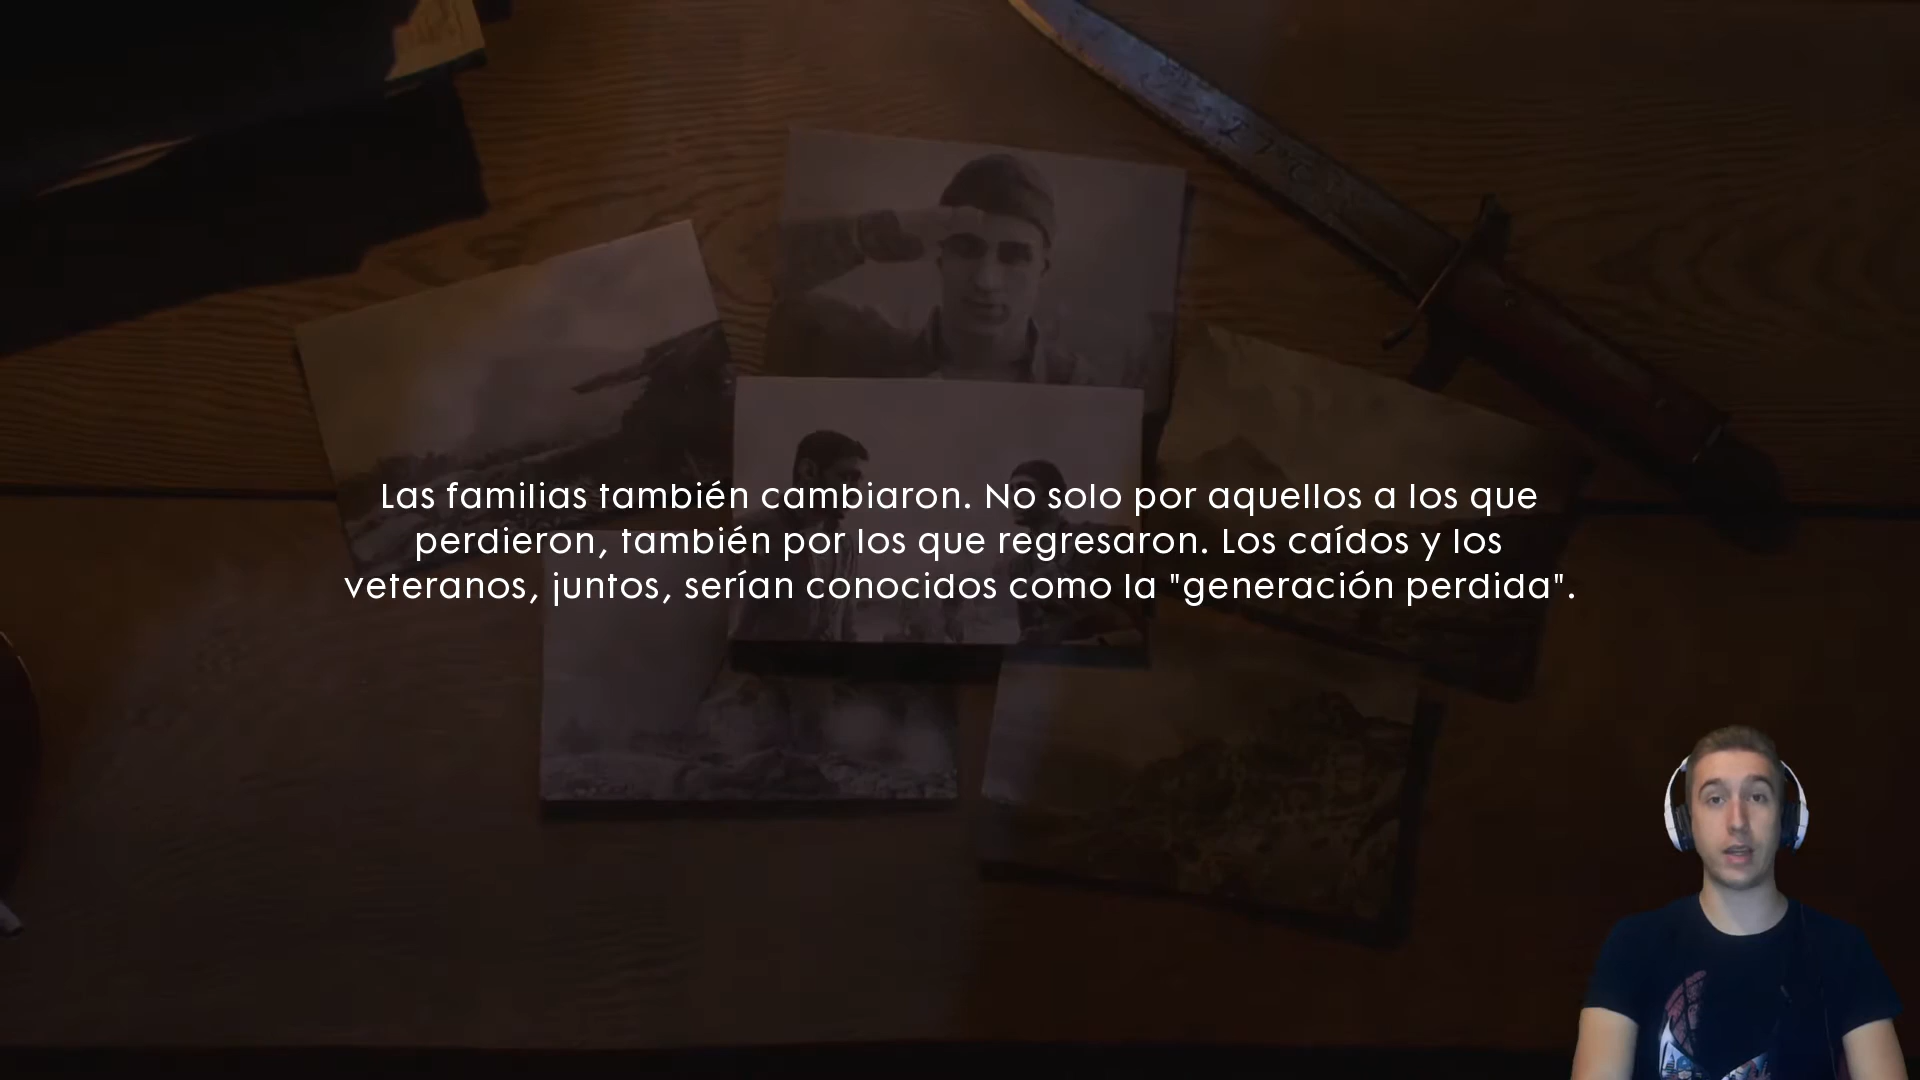 Las familias también cambiaron. No solo por aquellos a los que
perdieron, también por los que regresaron. Los caídos y los
veteranos, juntos, serían conocidos como la "generación perdida".